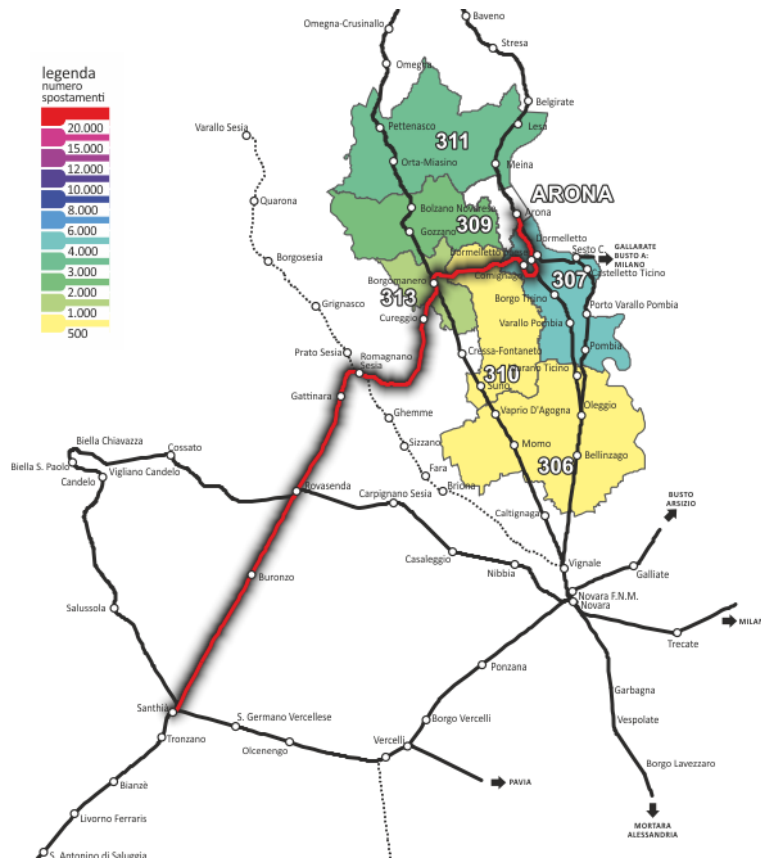 Omegna-Crusinallo
Baveno
Stresa
Omegna
legenda
numero
spostamenti
20.000
15.000
12.000
10.000
8.000
6.000
4.000
3.000
2.000
1.000
500
Belgirate
Varallo Sesia
Pettenasco
Lesa
311
Orta-Miasino
Meina
Quarona
ARONA
Bolzano Novarese
Arona
309
Gozzano
Dormelletto
Dormelletto
Sesto C.
GALLARATE
BUSTO A:
MILANO
Borgosesia
Comignago
Castelletto Ticino
307
Borgomanero
313
Borgo Ticino
Grignasco
Cureggio
Porto Varallo Pombia
Varallo Pombia
Prato Sesia
Romagnano
Sesia
Cressa-Fontaneto
Pombia
310
Marano Ticino
Suno
Gattinara
Ghemme
Vaprio D'Agogna
Oleggio
Biella Chiavazza
Cossato
Sizzano
Momo
306
Bellinzago
Biella S. Paolo
Vigliano Candelo
Candelo
Fara
Briona
Rovasenda
Carpignano Sesia
BUSTO
ARSIZIO
Caltignaga
Casaleggio
Nibbia
Vignale
Galliate
Buronzo
Novara F.N.M.
Novara
Salussola
MILAN
Trecate
Ponzana
Garbagna
Santhià
S. Germano Vercellese
Borgo Vercelli
Vespolate
Tronzano
Olcenengo
Vercelli
Borgo Lavezzaro
Bianzè
PAVIA
Livorno Ferraris
MORTARA
ALESSANDRIA
S. Antonino di Saluggia